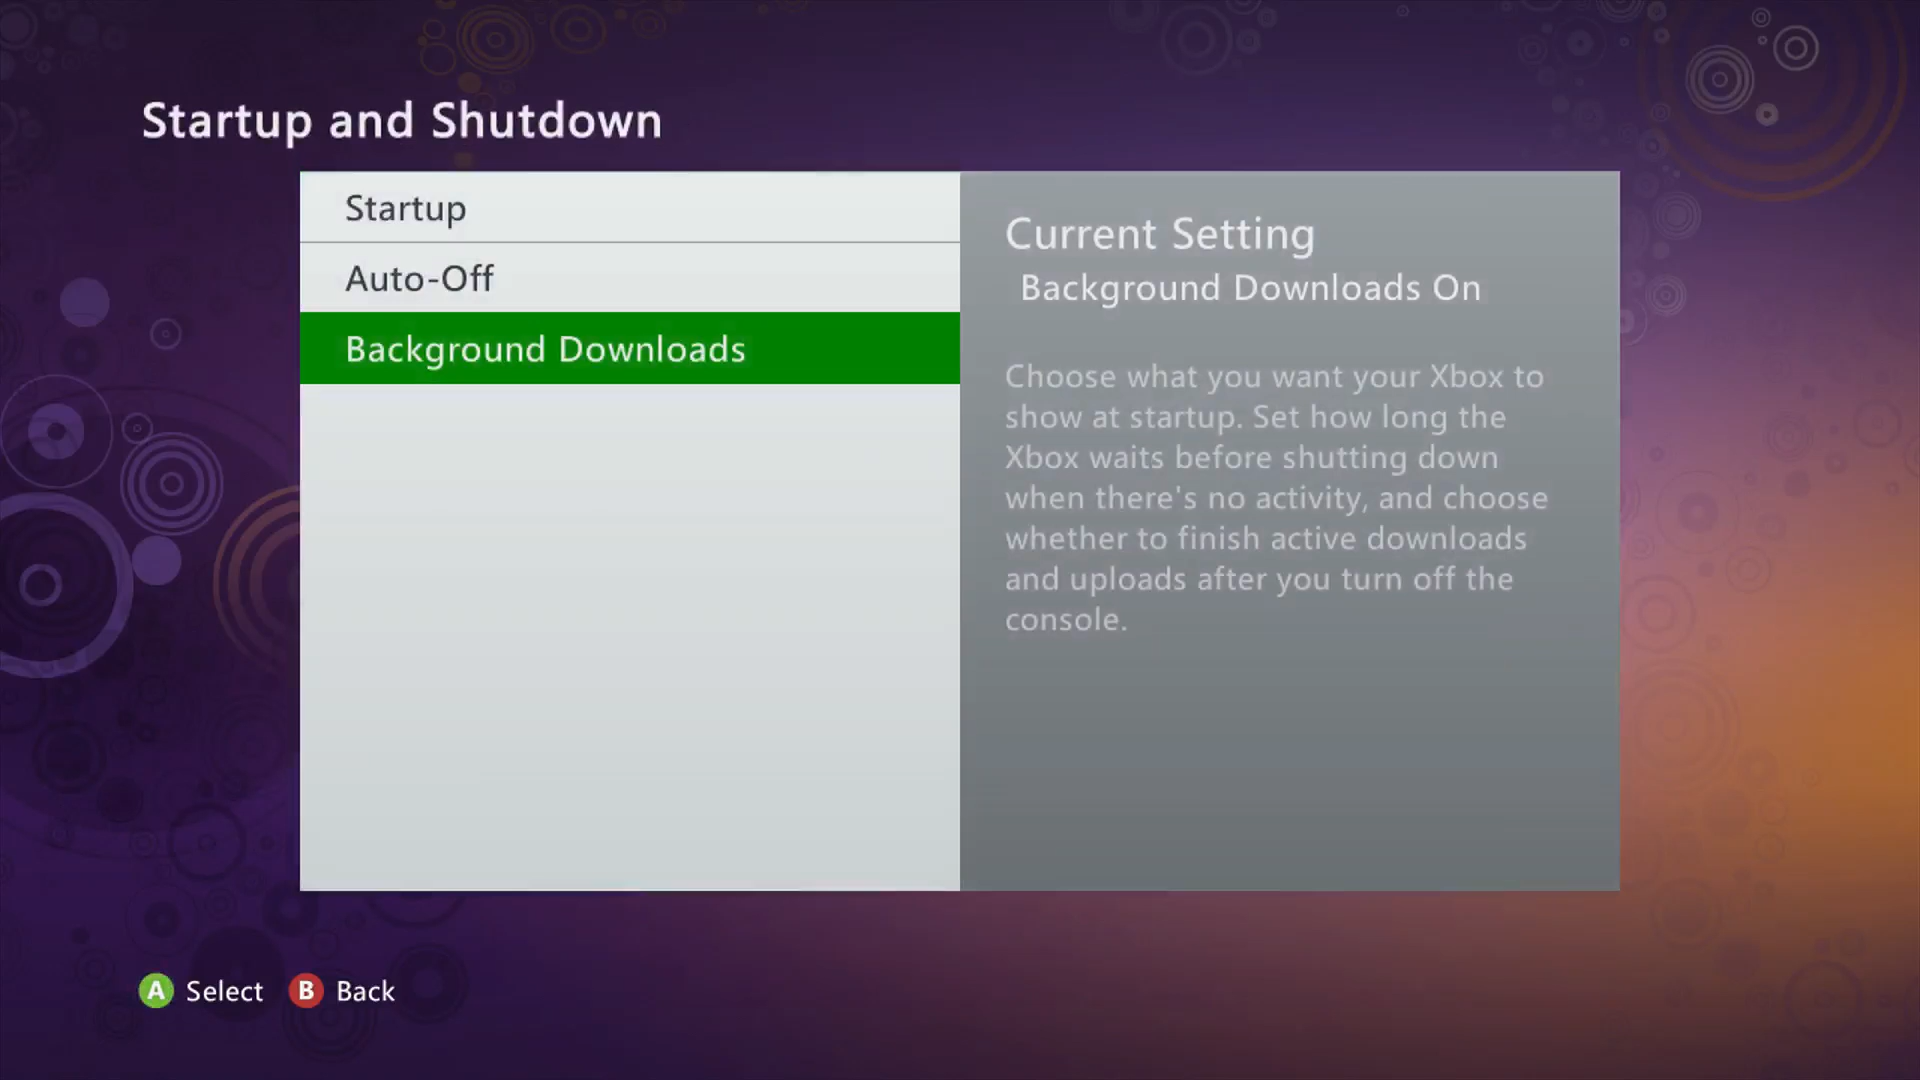 Startup and Shutdown
Startup
Auto-Off
Background Downloads
Current Setting
Background Downloads On
Choose what you want your Xbox to
show at startup. Set how long the
Xbox waits before shutting down
when there's no activity, and choose
whether to finish active downloads
and uploads after you turn off the
console.
A Select B Back